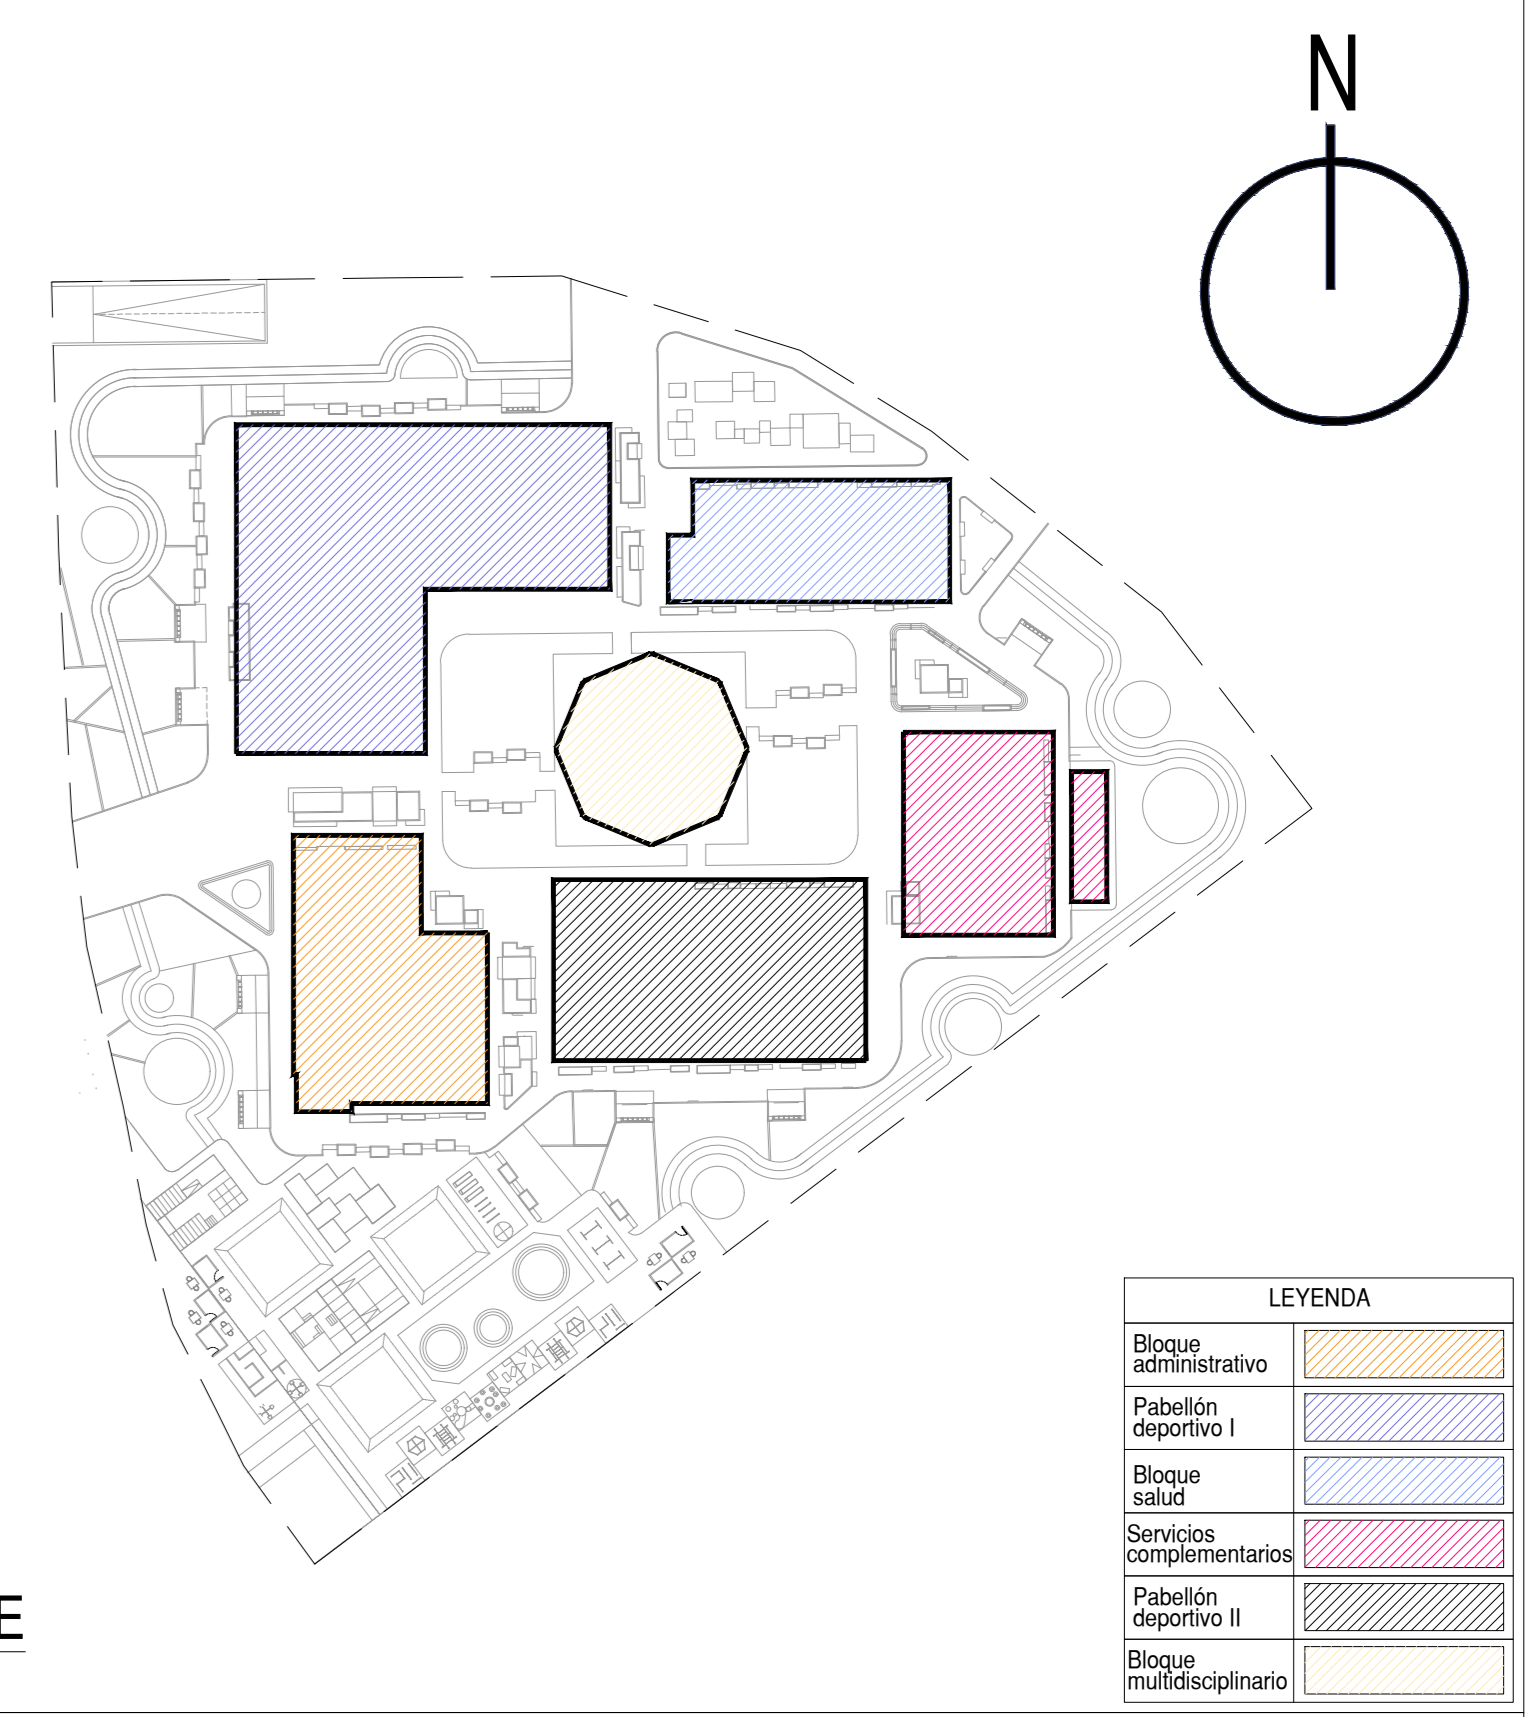 N
LEYENDA
Bloque
administrativo
Pabellón
deportivo I
Bloque
salud
Servicios
complementarios
Pabellón
deportivo II
Bloque
multidisciplinario
E